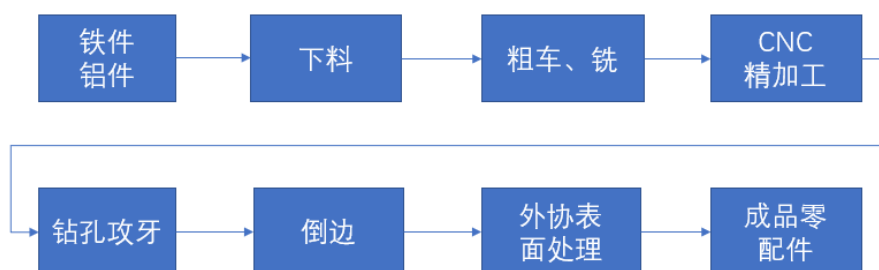 铁件
铝件
下料
粗车、铣
CNC
精加工
钻孔攻牙
倒边
外协表
面处理
成品零
配件